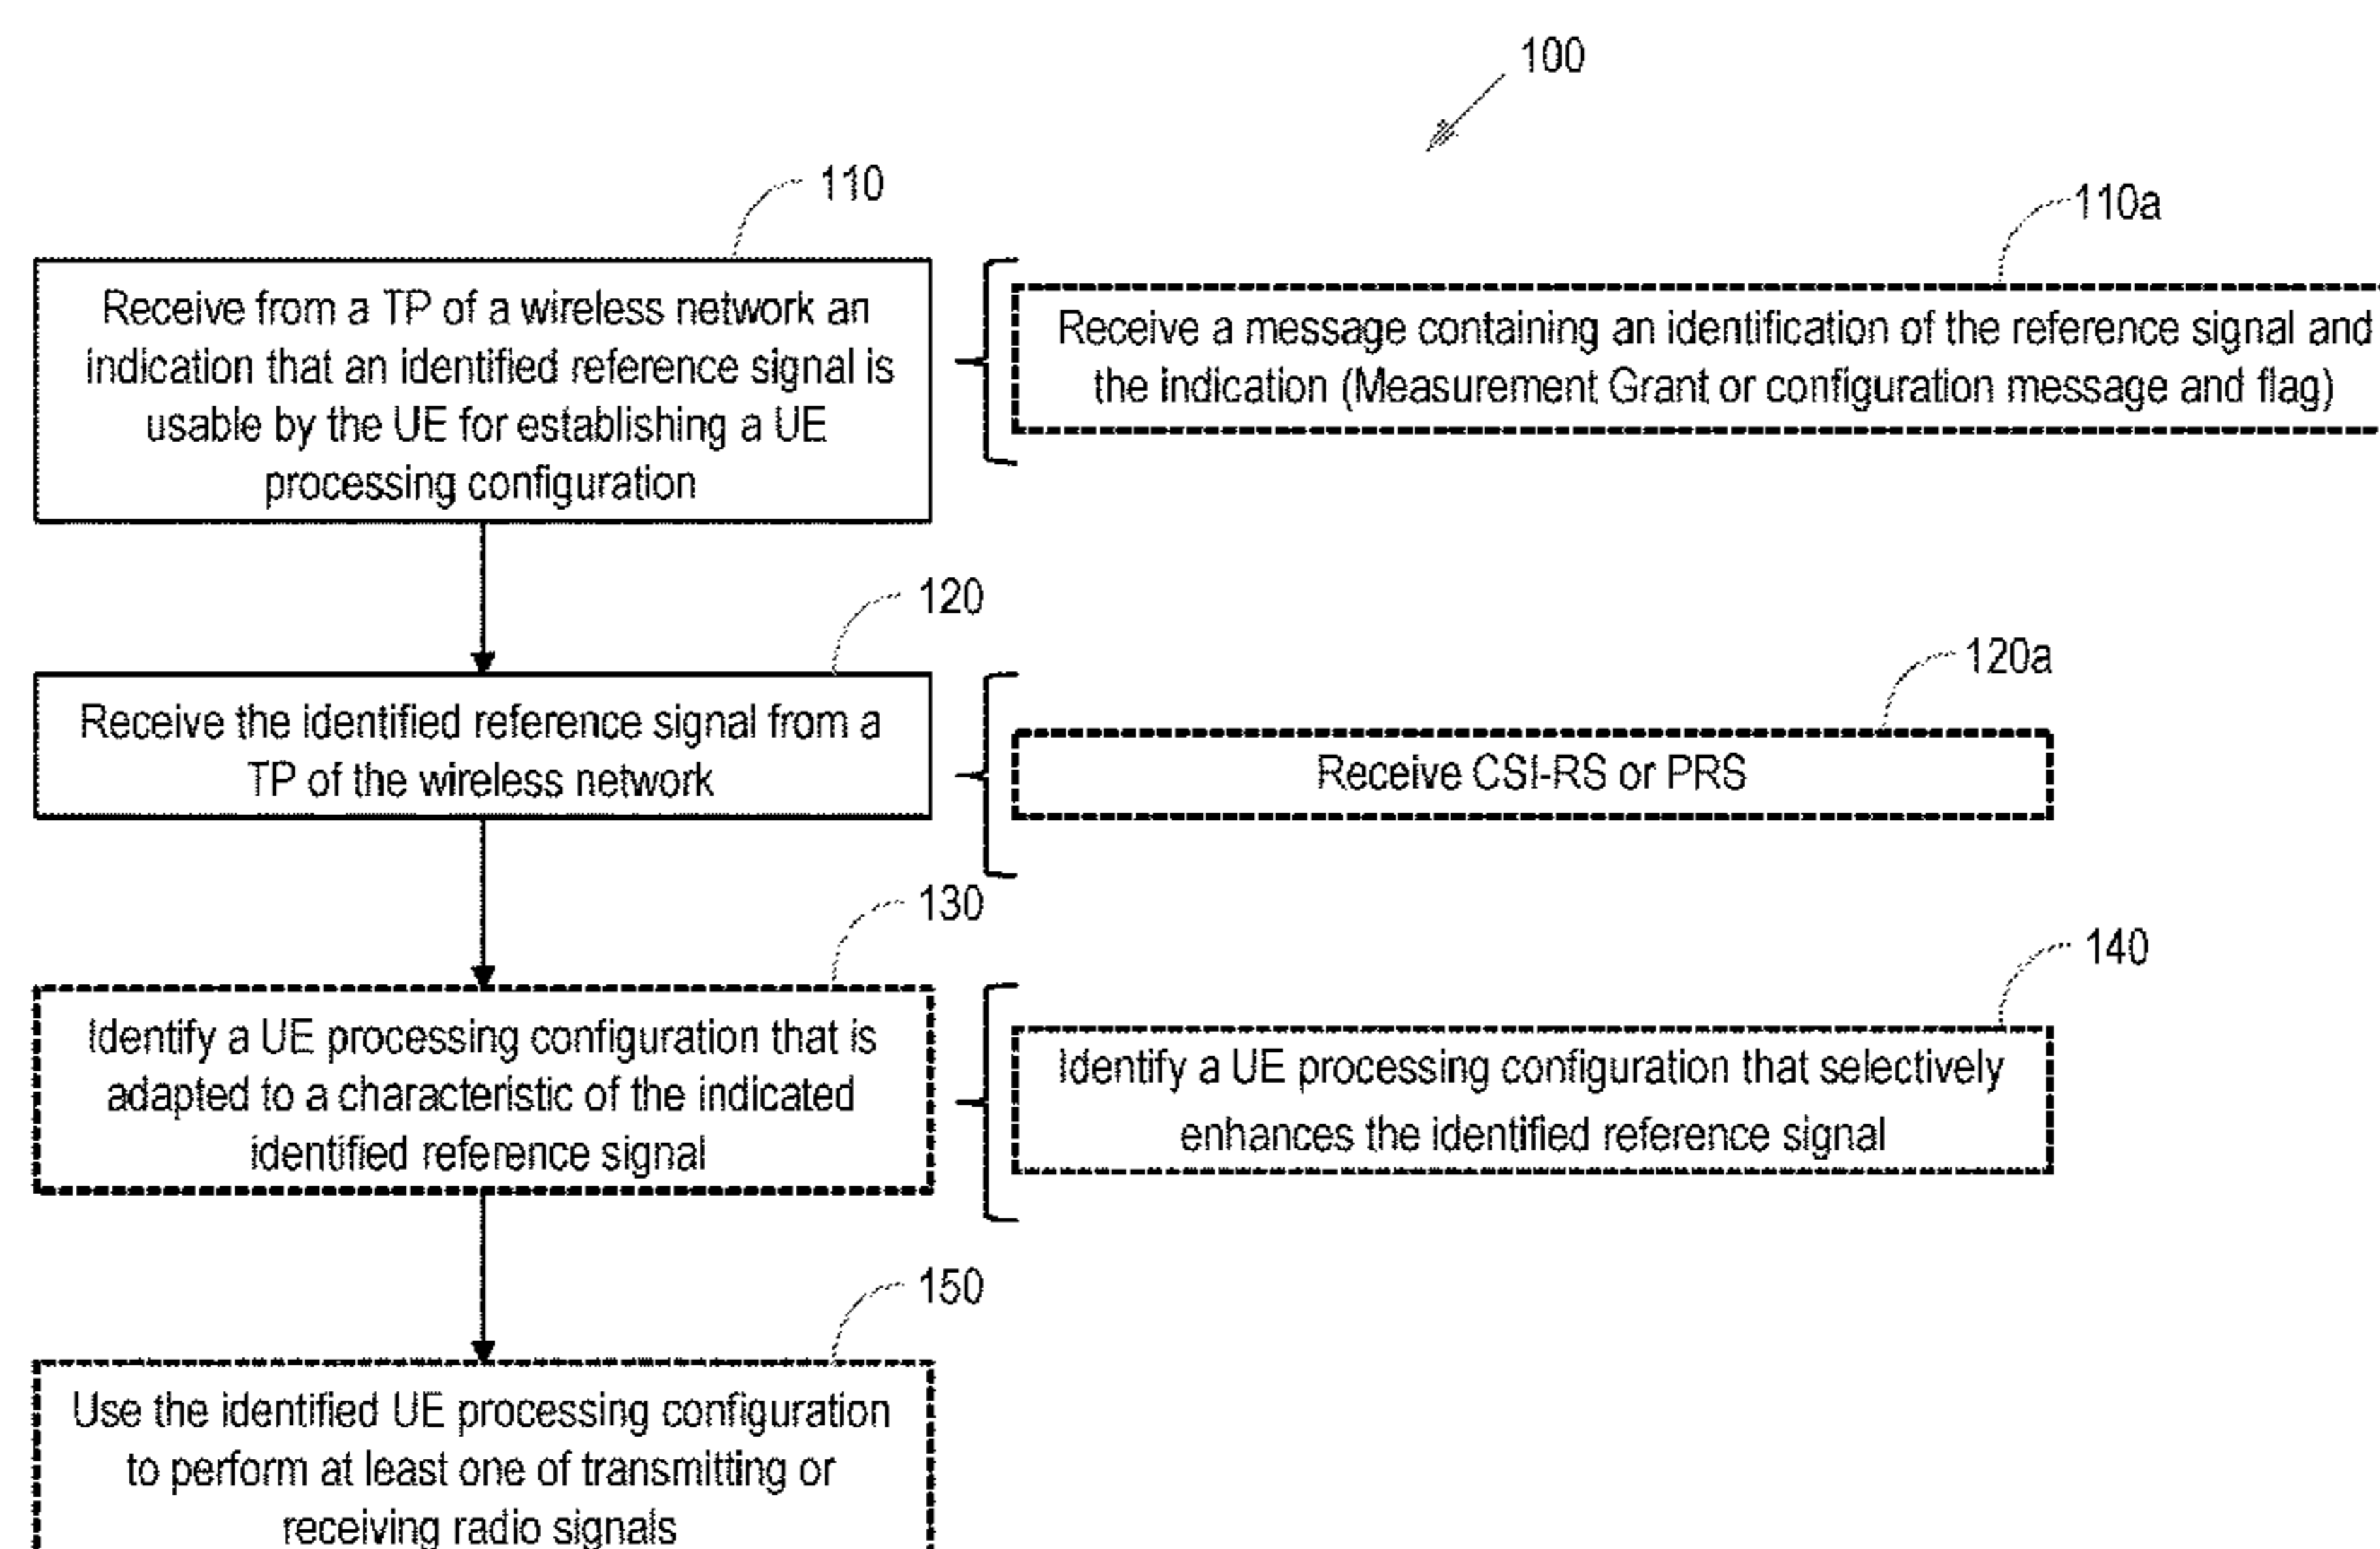 100
110
Receive from a TP of a wireless network an
indication that an identified reference signal is
usable by the UE for establishing a UE
processing configuration
110a
Receive a message containing an identification of the reference signal and
the indication (Measurement Grant or configuration message and flag)
120
Receive the identified reference signal from a
TP of the wireless network
120a
Receive CSI-RS or PRS
130
Identify a UE processing configuration that is
adapted to a characteristic of the indicated
identified reference signal
140
Identify a UE processing configuration that selectively
enhances the identified reference signal
150
Use the identified UE processing configuration
to perform at least one of transmitting or
receiving radio signals